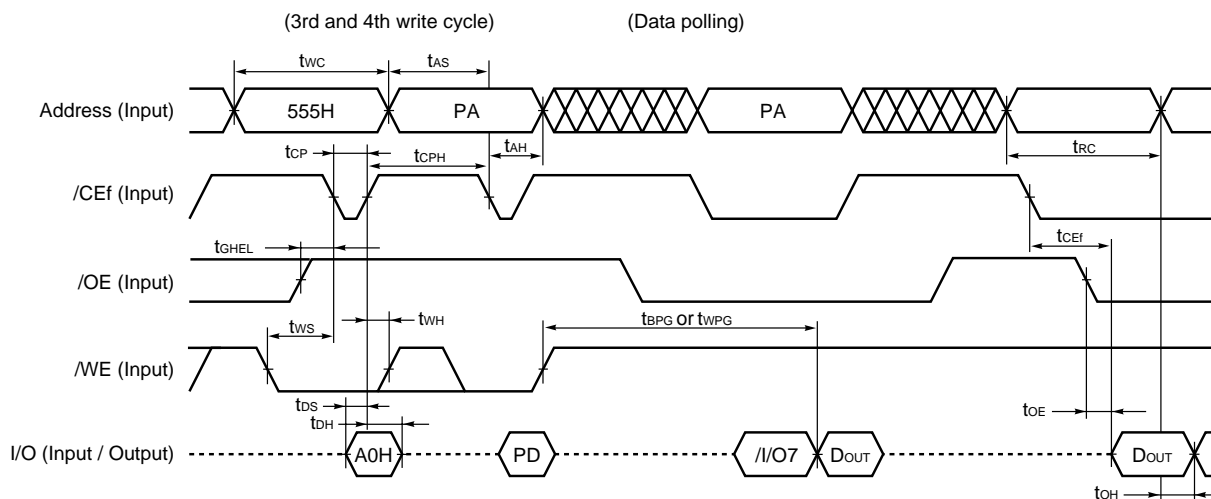 (3rd and 4th write cycle) (Data polling)
tWC tAS
Address (Input) 555H PA PA
tCP tCPH tAH tRC
/CEf (Input)
tGHEL tCEf
/OE (Input)
tWS tWH tBPG or tWPG
/WE (Input)
tDS tOE
tDH
I/O (Input / Output) A0H PD /I/O7 DOUT DOUT
tOH